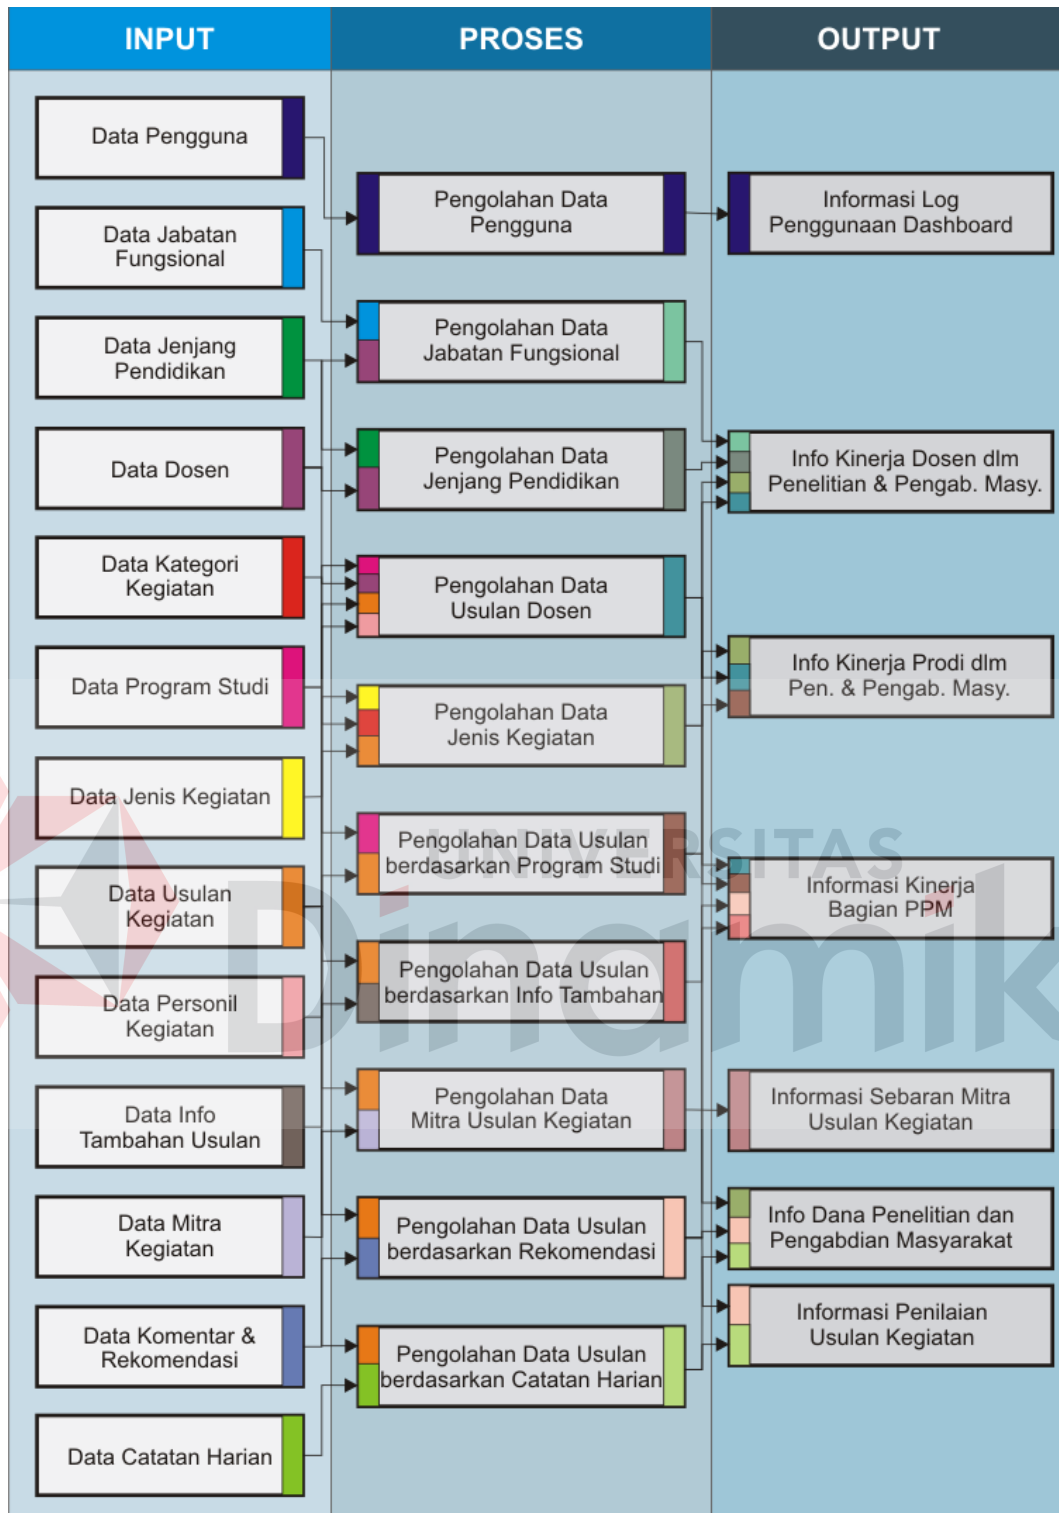 INPUT
PROSES
OUTPUT
Data Pengguna
Data Jabatan
Fungsional
Data Jenjang
Pendidikan
Data Dosen
Data Kategori
Kegiatan
Data Program Studi
Data Jenis Kegiatan
Data Usulan
Kegiatan
Data Personil
Kegiatan
Data Info
Tambahan Usulan
Data Mitra
Kegiatan
Data Komentar &
Rekomendasi
Data Catatan Harian
Pengolahan Data
Pengguna
Pengolahan Data
Jabatan Fungsional
Pengolahan Data
Jenjang Pendidikan
Pengolahan Data
Usulan Dosen
Pengolahan Data
Jenis Kegiatan
Pengolahan Data Usulan
berdasarkan Program Studi
Pengolahan Data Usulan
berdasarkan Info Tambahan
Pengolahan Data
Mitra Usulan Kegiatan
Pengolahan Data Usulan
berdasarkan Rekomendasi
Pengolahan Data Usulan
berdasarkan Catatan Harian
Informasi Log
Penggunaan Dashboard
Info Kinerja Dosen dlm
Penelitian & Pengab. Masy.
Info Kinerja Prodi dlm
Pen. & Pengab. Masy.
Informasi Kinerja
Bagian PPM
Informasi Sebaran Mitra
Usulan Kegiatan
Info Dana Penelitian dan
Pengabdian Masyarakat
Informasi Penilaian
Usulan Kegiatan
UNIVERSITAS
Dinamik